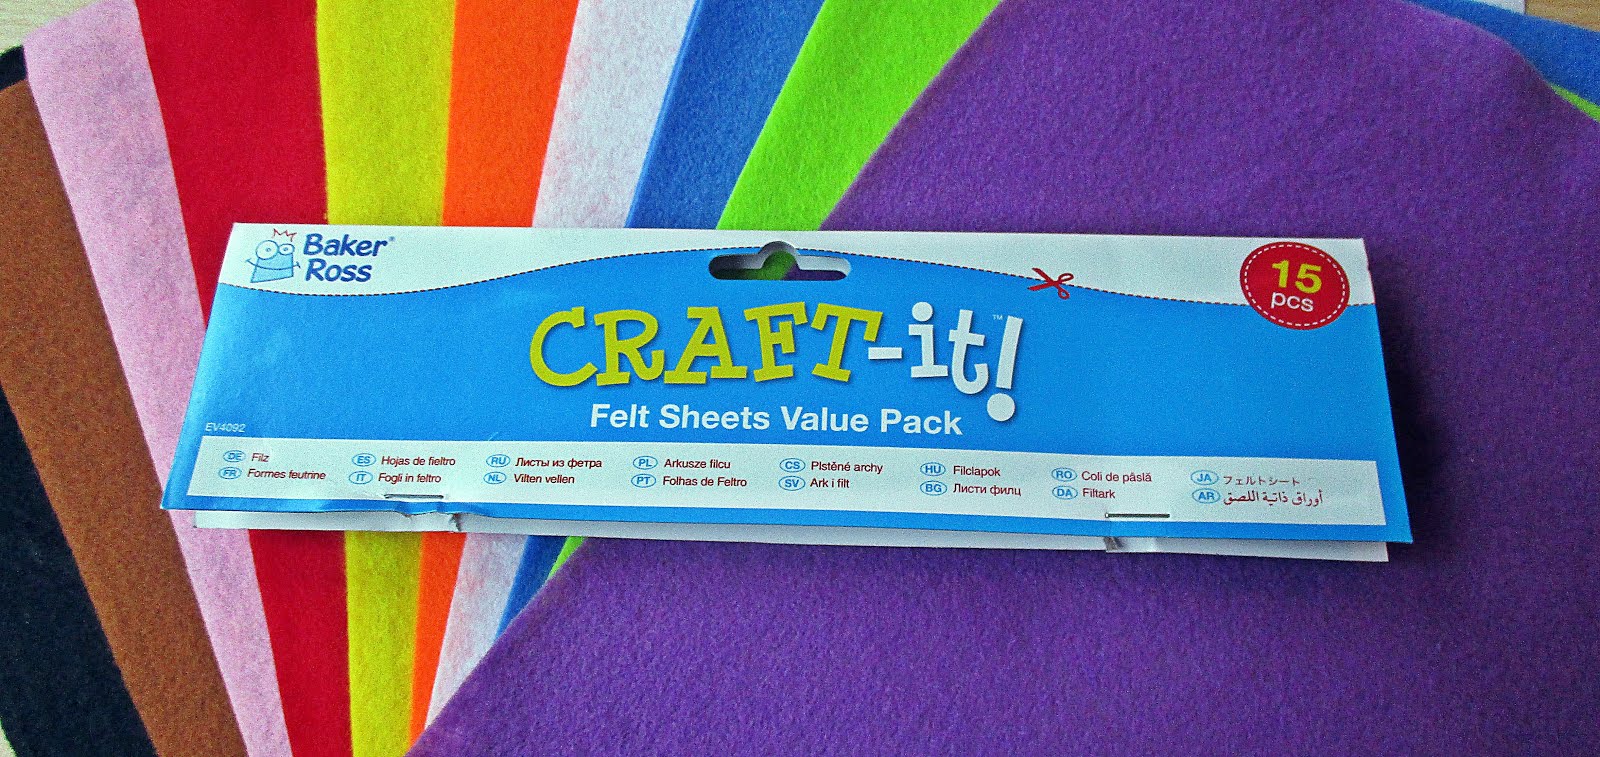 Baker®
Ross
15
pcs
CRAFT-it!™
Felt Sheets Value Pack
EV4092
DE Filz
FR Formes feutrine
ES Hojas de fieltro
IT Fogli in feltro
RU Листы из фетра
NL Vilten vellen
PL Arkusze filcu
PT Folhas de Feltro
CS Plstěné archy
SV Ark i filt
HU Filclapok
BG Листи филц
RO Coli de pâslă
DA Filtark
JA フェルトシート
AR أوراق ذاتية اللصق